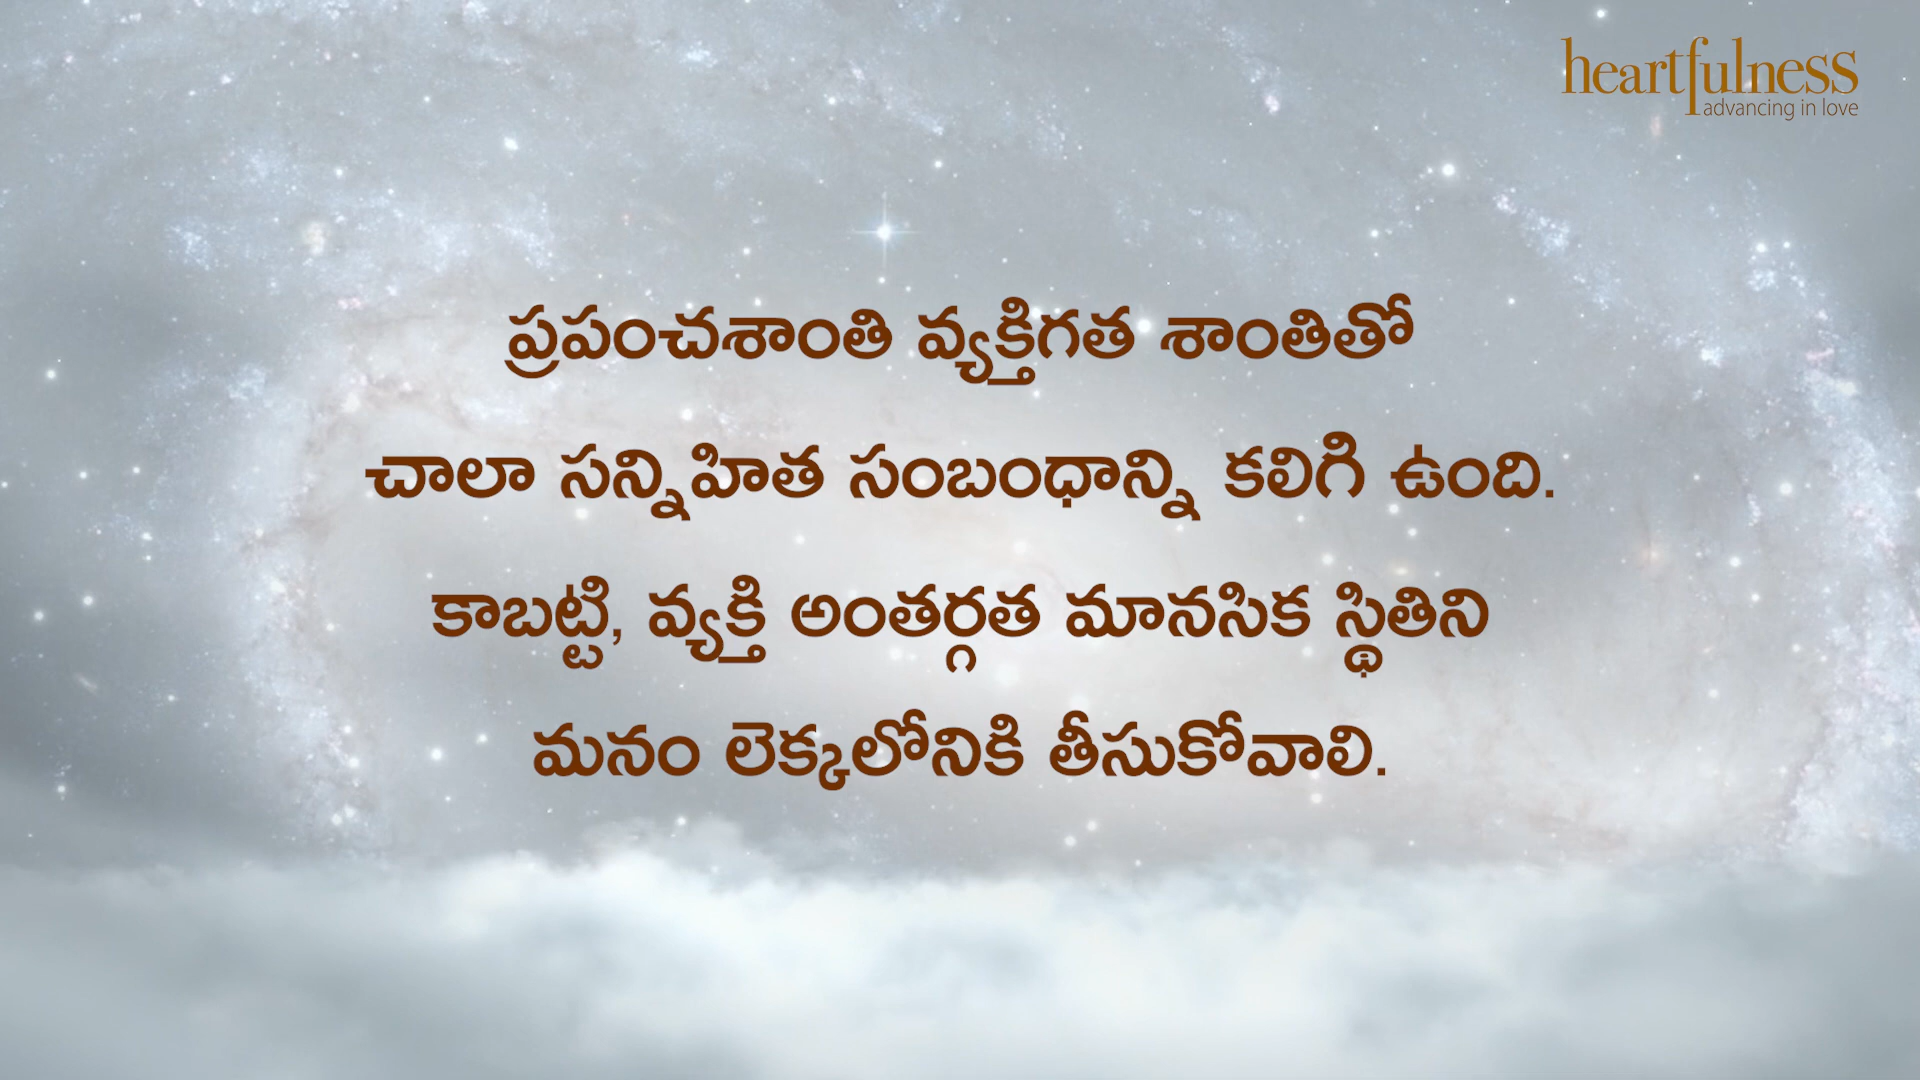 heartfulness
advancing in love
ప్రపంచశాంతి వ్యక్తిగత శాంతితో
చాలా సన్నిహిత సంబంధాన్ని కలిగి ఉంది.
కాబట్టి, వ్యక్తి అంతర్గత మానసిక స్థితిని
మనం లెక్కలోనికి తీసుకోవాలి.